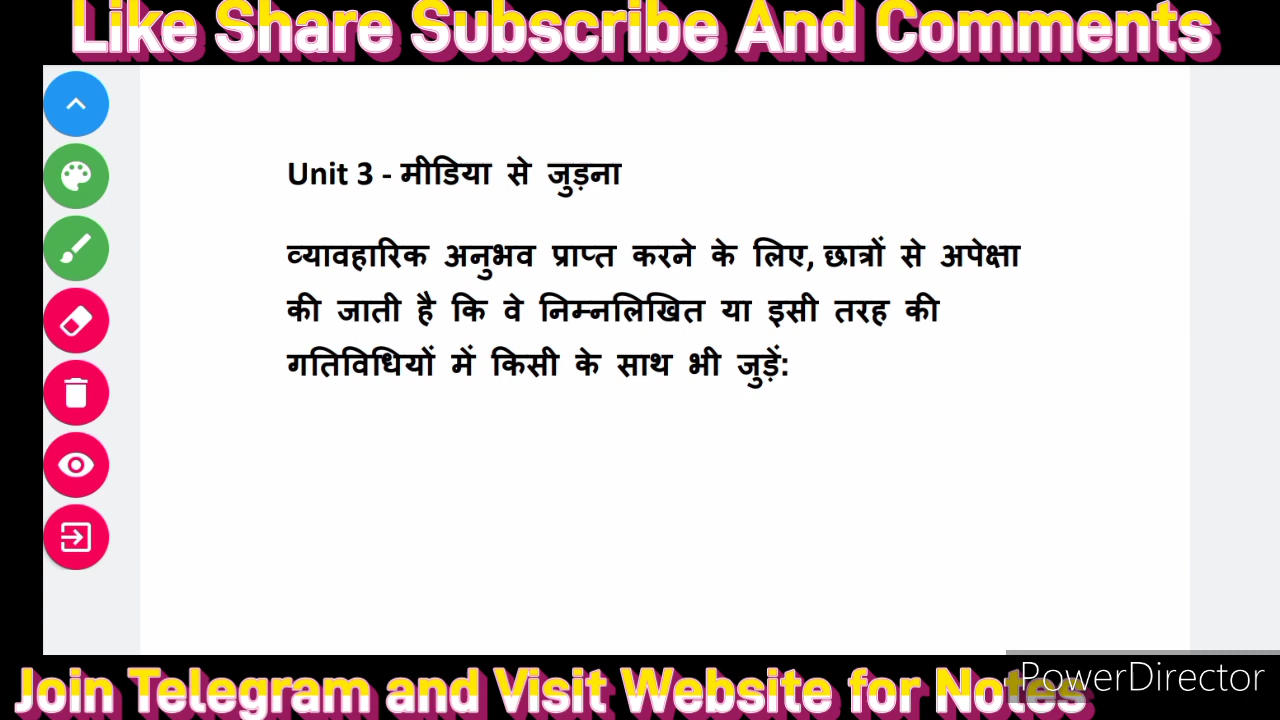 Like Share Subscribe And Comments
Unit 3 - मीडिया से जुड़ना
व्यावहारिक अनुभव प्राप्त करने के लिए, छात्रों से अपेक्षा
की जाती है कि वे निम्नलिखित या इसी तरह की
गतिविधियों में किसी के साथ भी जुड़ें:
Join Telegram and Visit Website for Notes
PowerDirector